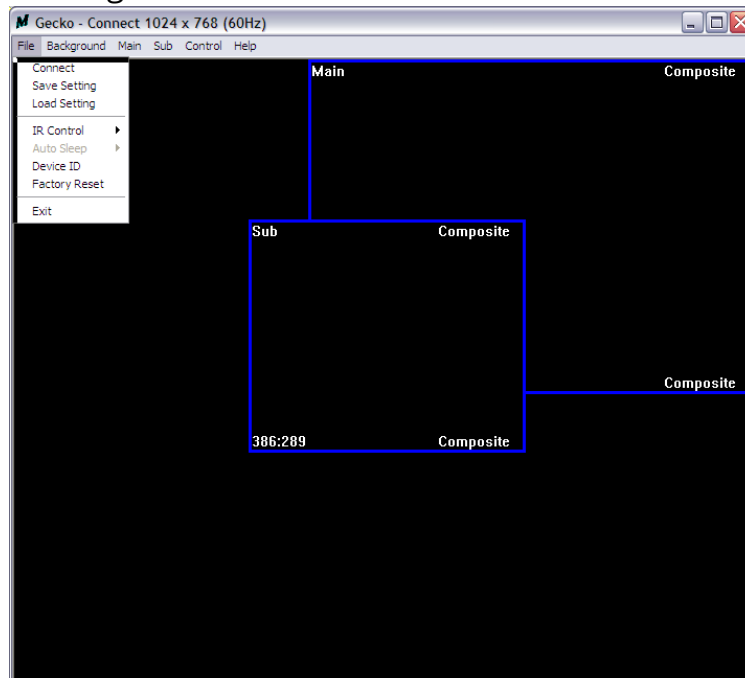 Gecko - Connect 1024 x 768 (60Hz)
File Background Main Sub Control Help
Connect
Save Setting
Load Setting
IR Control
Auto Sleep
Device ID
Factory Reset
Exit
Main Composite
Sub Composite
Composite
386:289 Composite